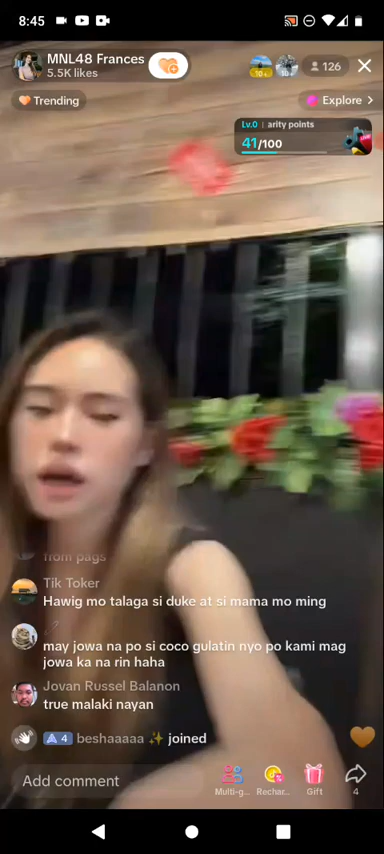 8:45
MNL48 Frances
5.5K likes
10+
10+
126
Trending
Explore
Lv.0 | arity points
41/100
from pags
Tik Toker
Hawig mo talaga si duke at si mama mo ming
may jowa na po si coco gulatin nyo po kami mag
jowa ka na rin haha
Jovan Russel Balanon
true malaki nayan
4 beshaaaaa ✨ joined
Add comment
Multi-g...
Rechar...
Gift
4